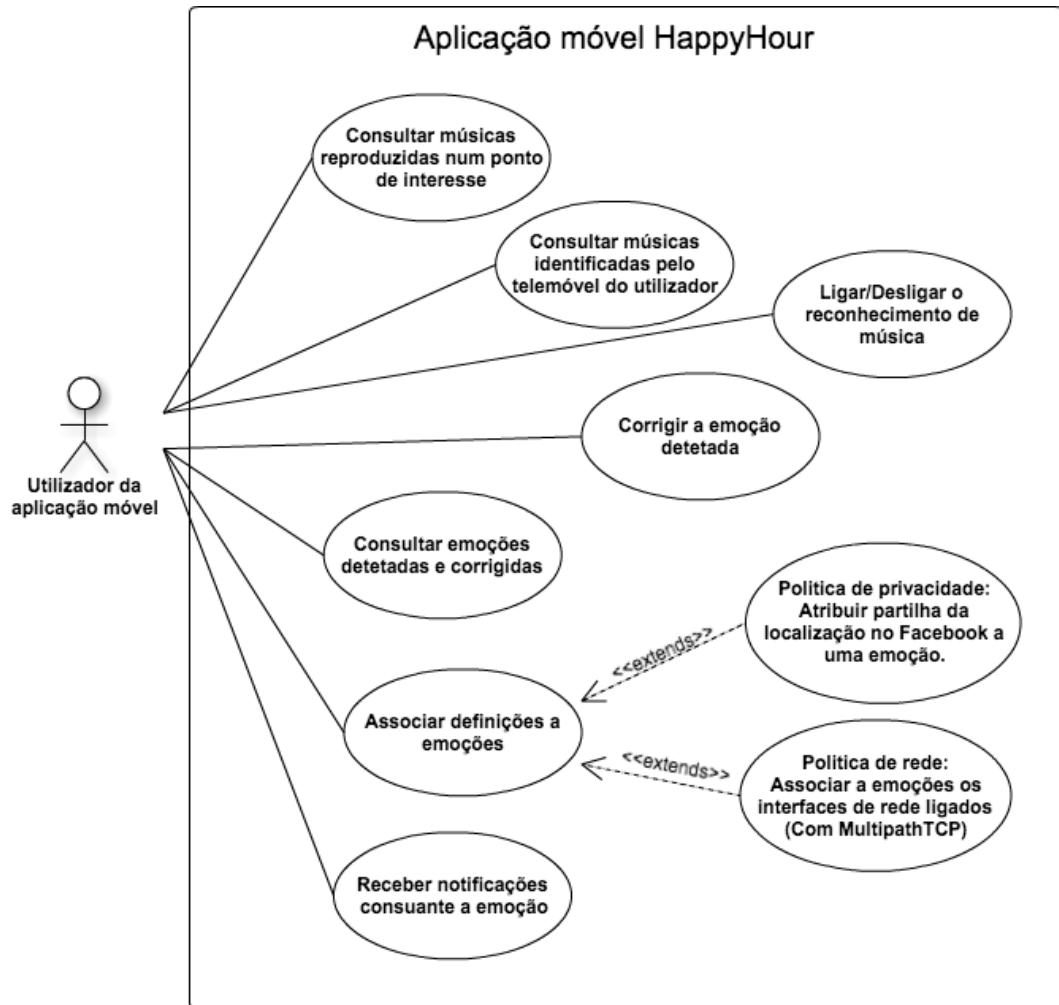 Aplicação móvel HappyHour
Consultar músicas
reproduzidas num ponto
de interesse
Consultar músicas
identificadas pelo
telemóvel do utilizador
Ligar/Desligar o
reconhecimento de
música
Corrigir a emoção
detetada
Utilizador da
aplicação móvel
Consultar emoções
detetadas e corrigidas
Politica de privacidade:
Atribuir partilha da
localização no Facebook a
uma emoção.
<<extends>>
Associar definições a
emoções
<<extends>>
Politica de rede:
Associar a emoções os
interfaces de rede ligados
(Com MultipathTCP)
Receber notificações
consuante a emoção